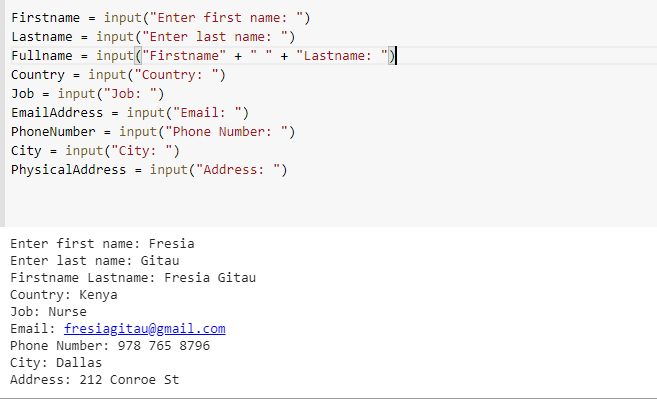 Firstname = input("Enter first name: ")
Lastname = input("Enter last name: ")
Fullname = input("Firstname" + " " + "Lastname: ")
Country = input("Country: ")
Job = input("Job: ")
EmailAddress = input("Email: ")
PhoneNumber = input("Phone Number: ")
City = input("City: ")
PhysicalAddress = input("Address: ")
Enter first name: Fresia
Enter last name: Gitau
Firstname Lastname: Fresia Gitau
Country: Kenya
Job: Nurse
Email: fresiagitau@gmail.com
Phone Number: 978 765 8796
City: Dallas
Address: 212 Conroe St